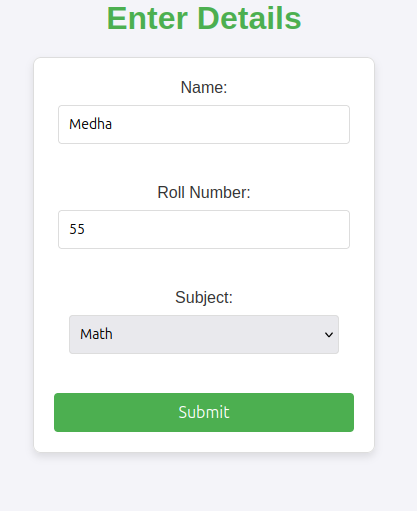 Enter Details
Name:
Medha
Roll Number:
55
Subject:
Math
Submit